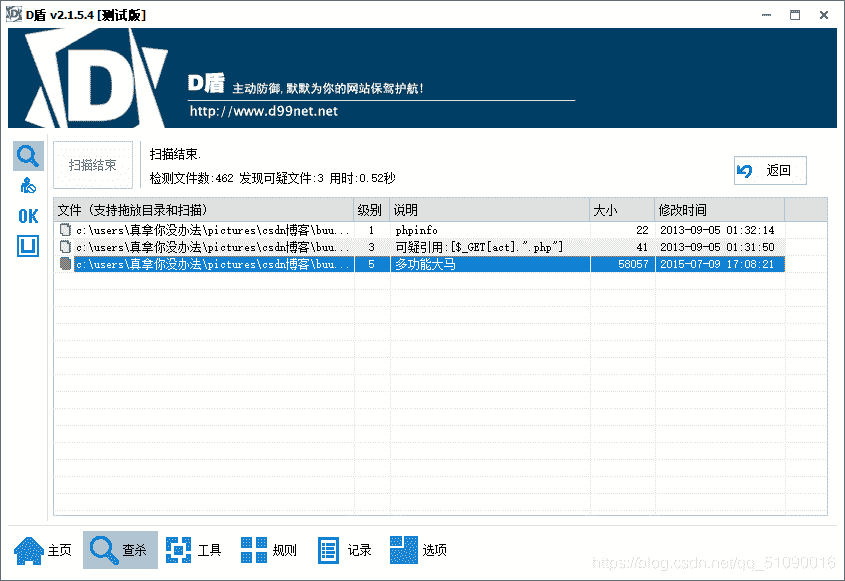 D盾 v2.1.5.4 [测试版]
D盾 主动防御,默默为你的网站保驾护航!
http://www.d99net.net
扫描结束
扫描结束.
检测文件数:462 发现可疑文件:3 用时:0.52秒
返回
OK
文件 (支持拖放目录和扫描) 级别 说明 大小 修改时间
c:\users\真拿你没办法\pictures\csdn博客\buu... 1 phpinfo 22 2013-09-05 01:32:14
c:\users\真拿你没办法\pictures\csdn博客\buu... 3 可疑引用:[$_GET[act].".php"] 41 2013-09-05 01:31:50
c:\users\真拿你没办法\pictures\csdn博客\buu... 5 多功能大马 58057 2015-07-09 17:08:21
主页 查杀 工具 规则 记录 选项
https://blog.csdn.net/qq_51090016